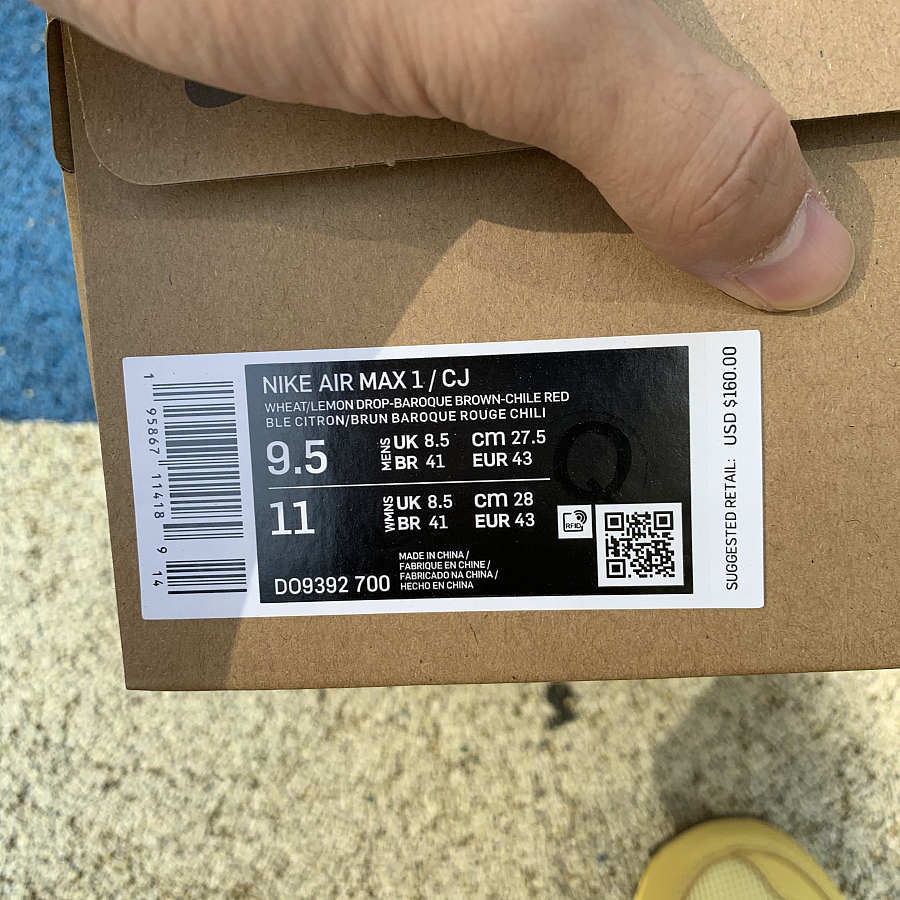 NIKE AIR MAX 1 / CJ
WHEAT/LEMON DROP-BAROQUE BROWN-CHILE RED
BLE CITRON/BRUN BAROQUE ROUGE CHILI
9.5 MENS UK 8.5 cm 27.5
BR 41 EUR 43
11 WMNS UK 8.5 cm 28
BR 41 EUR 43
RFID
DO9392 700
MADE IN CHINA /
FABRIQUE EN CHINE /
FABRICADO NA CHINA /
HECHO EN CHINA
Q
1 95867 11418 9 14
SUGGESTED RETAIL: USD $160.00